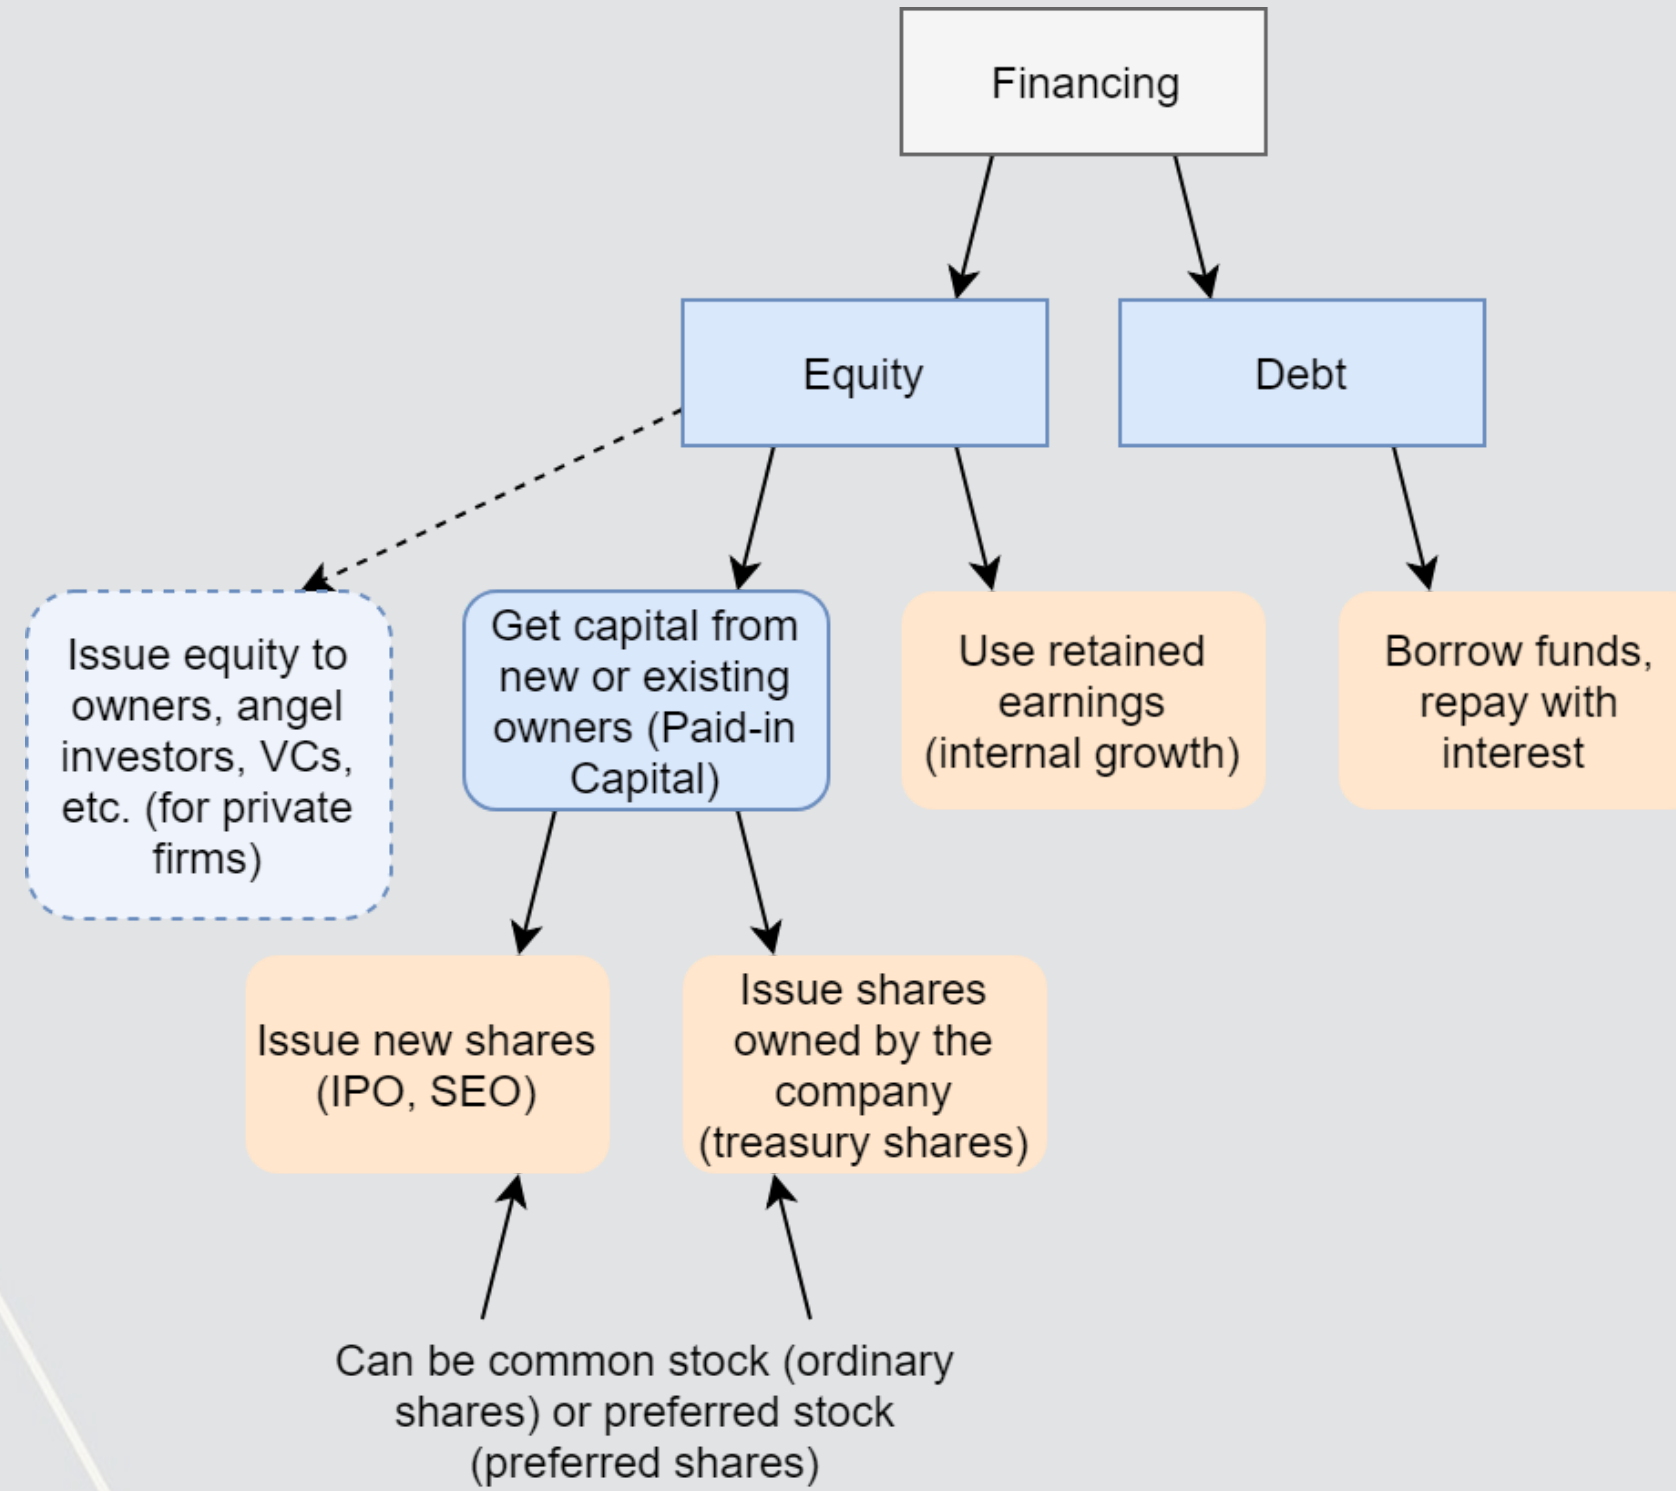 Financing
Equity
Debt
Issue equity to
owners, angel
investors, VCs,
etc. (for private
firms)
Get capital from
new or existing
owners (Paid-in
Capital)
Use retained
earnings
(internal growth)
Borrow funds,
repay with
interest
Issue new shares
(IPO, SEO)
Issue shares
owned by the
company
(treasury shares)
Can be common stock (ordinary
shares) or preferred stock
(preferred shares)